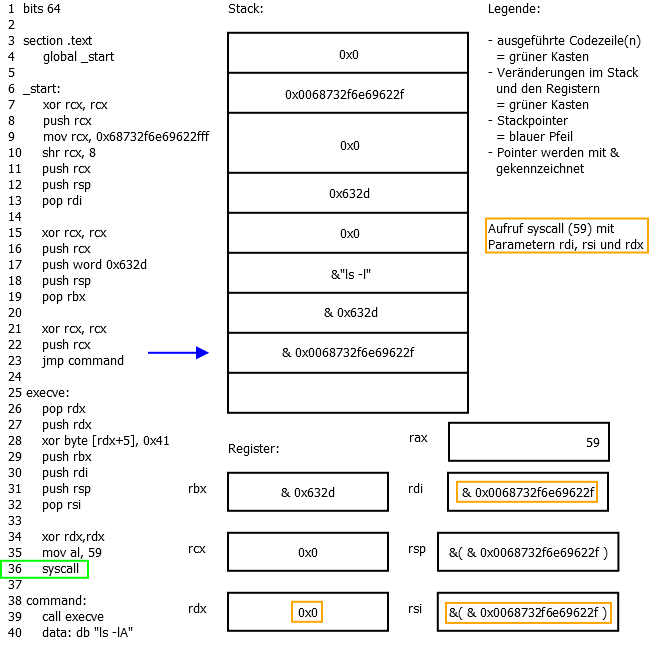 1 bits 64
2
3 section .text
4 global _start
5
6 _start:
7 xor rcx, rcx
8 push rcx
9 mov rcx, 0x68732f6e69622fff
10 shr rcx, 8
11 push rcx
12 push rsp
13 pop rdi
14
15 xor rcx, rcx
16 push rcx
17 push word 0x632d
18 push rsp
19 pop rbx
20
21 xor rcx, rcx
22 push rcx
23 jmp command
24
25 execve:
26 pop rdx
27 push rdx
28 xor byte [rdx+5], 0x41
29 push rbx
30 push rdi
31 push rsp
32 pop rsi
33
34 xor rdx,rdx
35 mov al, 59
36 syscall
37
38 command:
39 call execve
40 data: db "ls -lA"
Stack:
0x0
0x0068732f6e69622f
0x0
0x632d
0x0
&"ls -l"
& 0x632d
& 0x0068732f6e69622f
Legende:
- ausgeführte Codezeile(n)
= grüner Kasten
- Veränderungen im Stack
und den Registern
= grüner Kasten
- Stackpointer
= blauer Pfeil
- Pointer werden mit &
gekennzeichnet
Aufruf syscall (59) mit
Parametern rdi, rsi und rdx
Register:
rax 59
rbx & 0x632d
rdi & 0x0068732f6e69622f
rcx 0x0
rsp &( & 0x0068732f6e69622f )
rdx 0x0
rsi &( & 0x0068732f6e69622f )